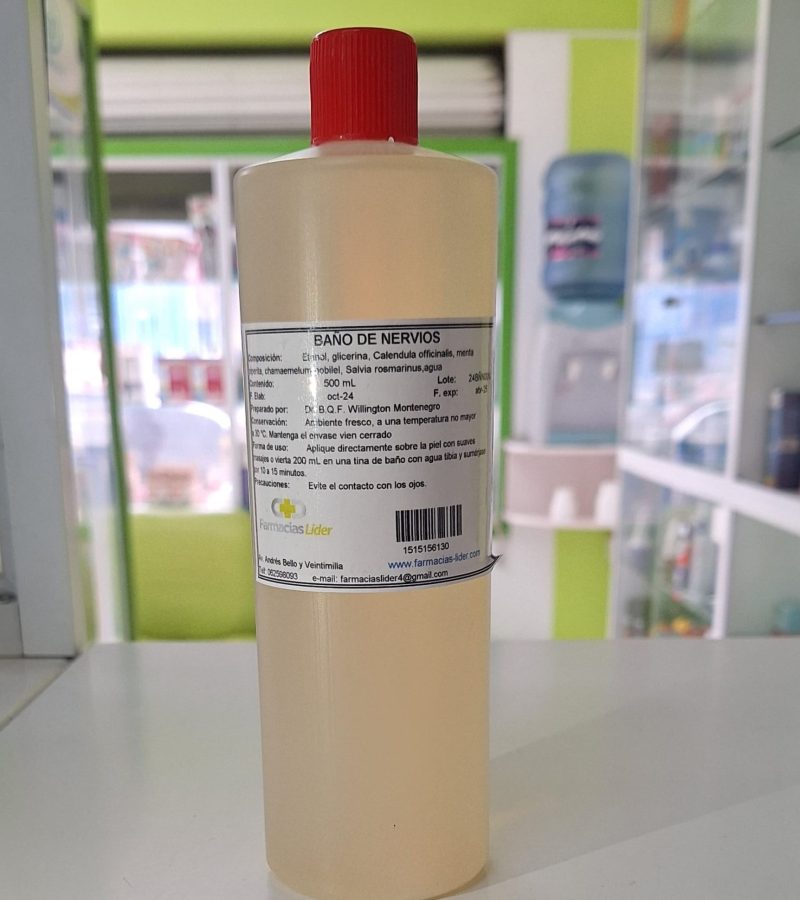 BAÑO DE NERVIOS
Composición: Etanol, glicerina, Calendula officinalis, menta
piperita, chamaemelum nobilel, Salvia rosmarinus,agua
Contenido: 500 mL Lote:
F. Elab: oct-24 F. exp:
Preparado por: B.Q.F. Willington Montenegro
Conservación: Ambiente fresco, a una temperatura no mayor
a 30 °C. Mantenga el envase vien cerrado
Forma de uso: Aplique directamente sobre la piel con suaves
masajes o vierta 200 mL en una tina de baño con agua tibia y sumérjase
por 10 a 15 minutos.
Precauciones: Evite el contacto con los ojos.
Farmacias Lider
1515156130
Av. Andrés Bello y Veintimilia www.farmacias-lider.com
Telf: 062598093 e-mail: farmaciaslider4@gmail.com